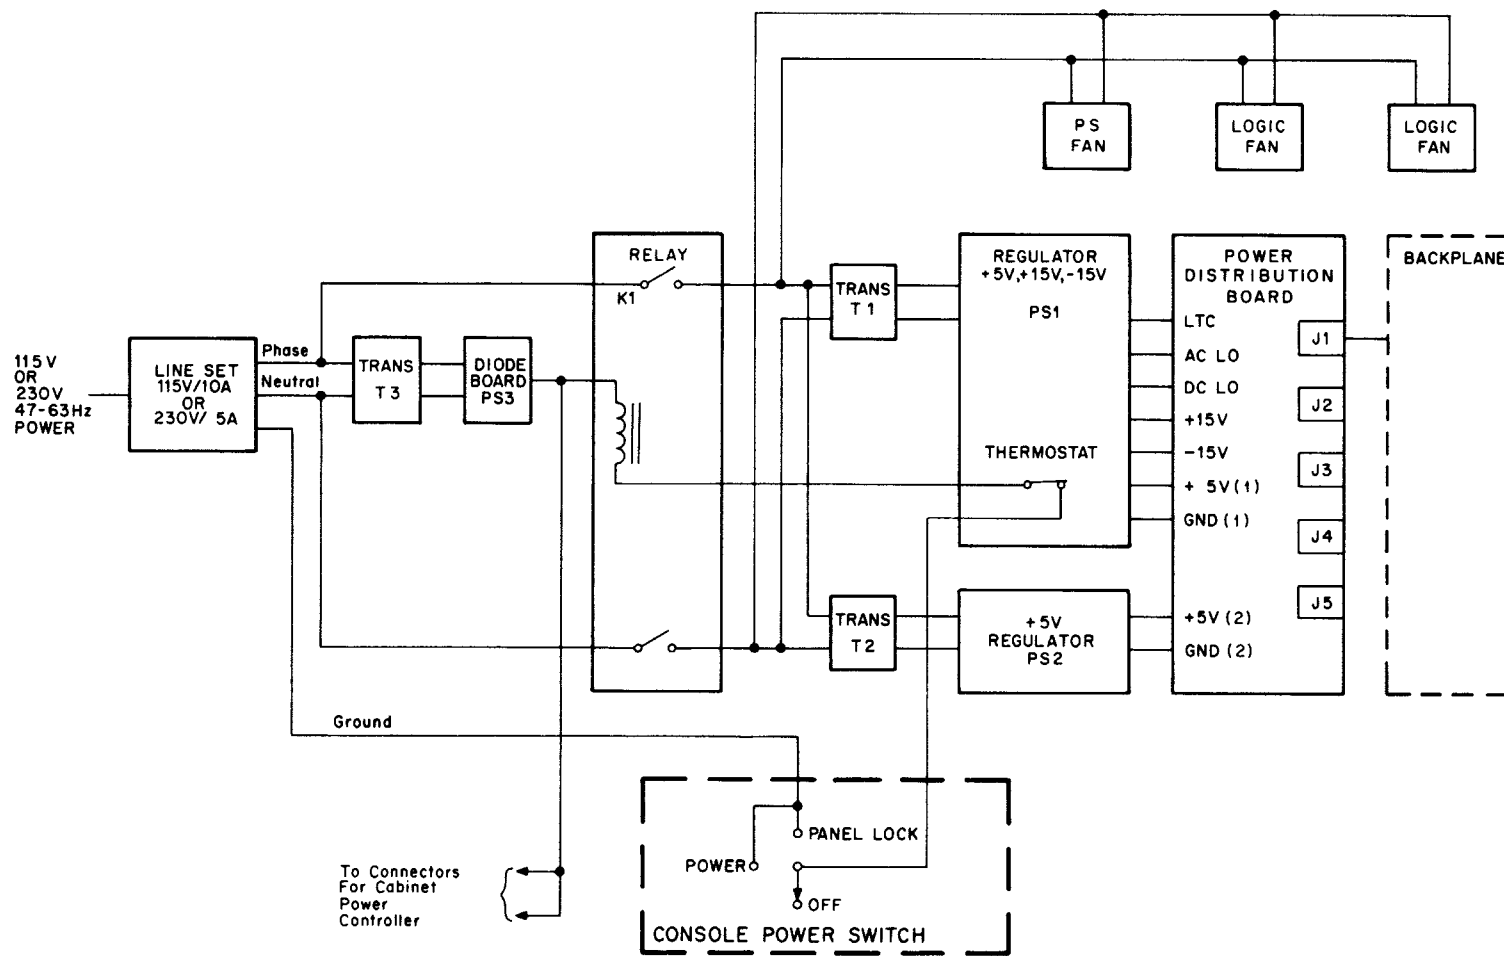 PS
FAN
LOGIC
FAN
LOGIC
FAN
RELAY
K1
TRANS
T1
REGULATOR
+5V,+15V,-15V
PS1
THERMOSTAT
POWER
DISTRIBUTION
BOARD
LTC
AC LO
DC LO
+15V
-15V
+ 5V(1)
GND (1)
+5V (2)
GND (2)
J1
J2
J3
J4
J5
BACKPLANE
115V
OR
230V
47-63Hz
POWER
LINE SET
115V/10A
OR
230V/ 5A
Phase
Neutral
TRANS
T3
DIODE
BOARD
PS3
TRANS
T2
+5V
REGULATOR
PS2
Ground
PANEL LOCK
POWER
OFF
CONSOLE POWER SWITCH
To Connectors
For Cabinet
Power
Controller